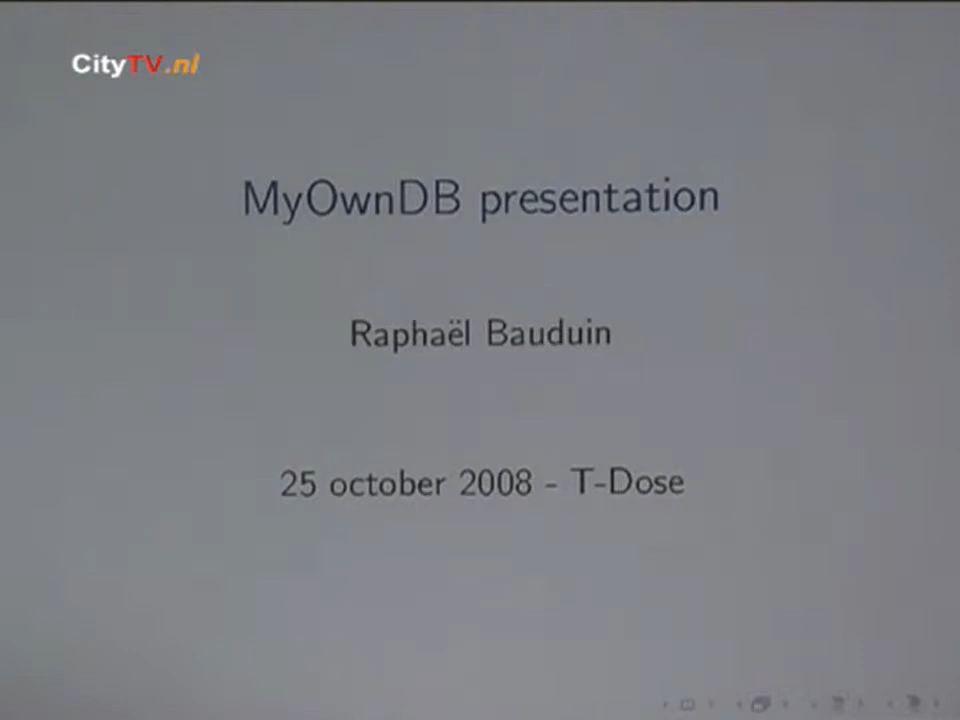 CityTV.nl
MyOwnDB presentation
Raphaël Bauduin
25 october 2008 - T-Dose